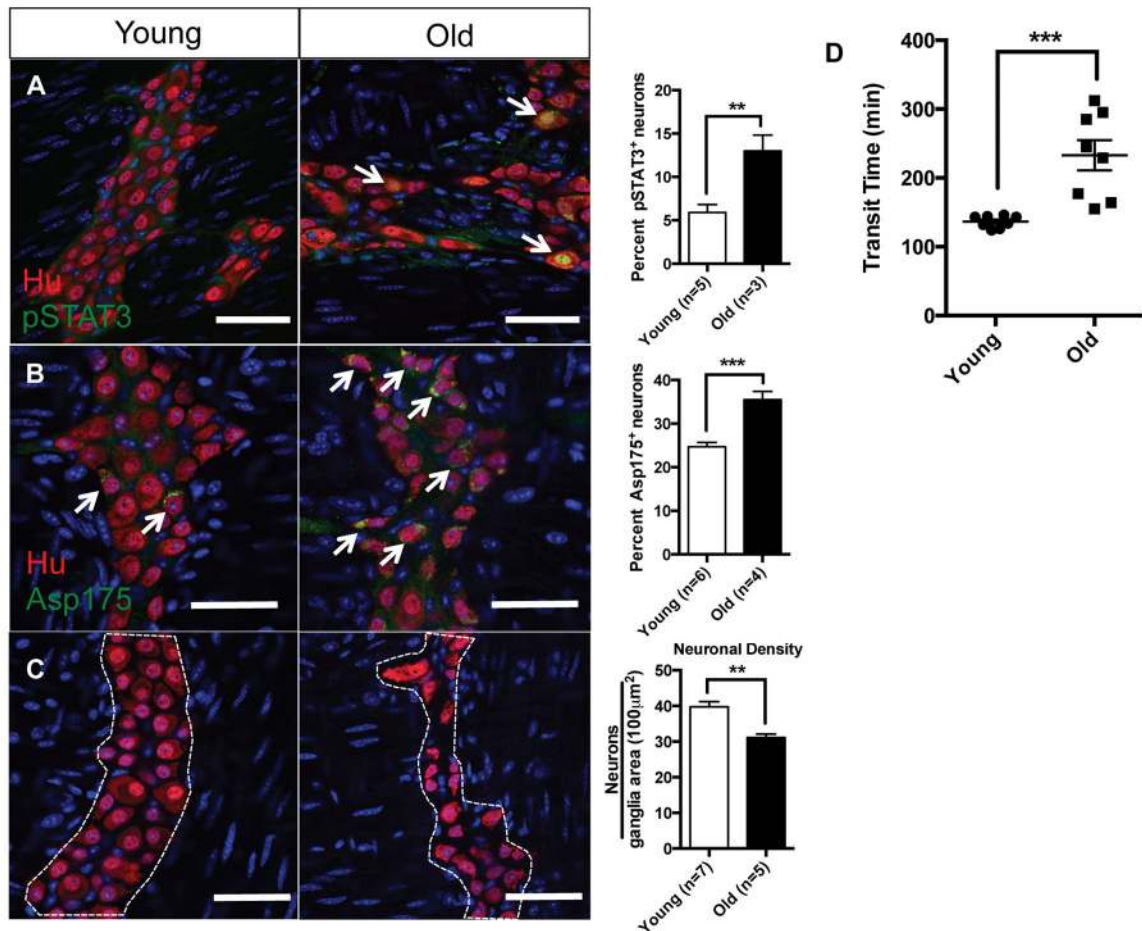 Young
Old
A
Hu
pSTAT3
Percent pSTAT3⁺ neurons
20
15
10
5
0
**
Young (n=5)
Old (n=3)
D
Transit Time (min)
400
300
200
100
0
***
Young
Old
B
Hu
Asp175
Percent Asp175⁺ neurons
40
30
20
10
0
***
Young (n=6)
Old (n=4)
C
Neuronal Density
Neurons
ganglia area (100μm²)
50
40
30
20
10
0
**
Young (n=7)
Old (n=5)